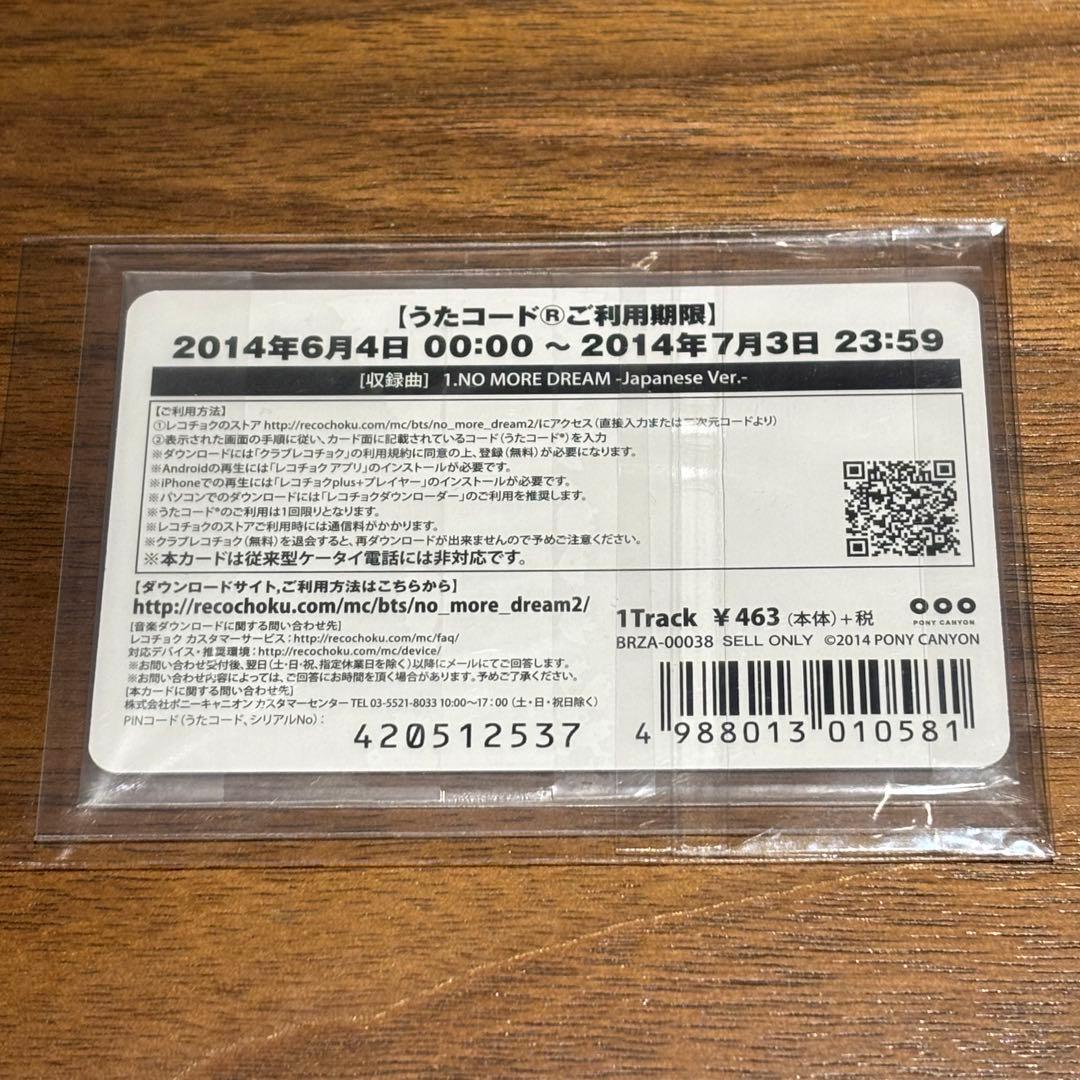 【うたコード®ご利用期限】
2014年6月4日 00:00 ～ 2014年7月3日 23:59
[収録曲] 1.NO MORE DREAM -Japanese Ver.-
【ご利用方法】
①レコチョクのストア http://recochoku.com/mc/bts/no_more_dream2/にアクセス（直接入力または二次元コードより）
②表示された画面の手順に従い、カード面に記載されているコード（うたコード®）を入力
※ダウンロードには「クラブレコチョク」の利用規約に同意の上、登録（無料）が必要になります。
※Androidの再生には「レコチョク アプリ」のインストールが必要です。
※iPhoneでの再生には「レコチョクplus+プレイヤー」のインストールが必要です。
※パソコンでのダウンロードには「レコチョクダウンローダー」のご利用を推奨します。
※うたコード®のご利用は1回限りとなります。
※レコチョクのストアご利用時には通信料がかかります。
※クラブレコチョク（無料）を退会すると、再ダウンロードが出来ませんので予めご注意ください。
※本カードは従来型ケータイ電話には非対応です。
【ダウンロードサイト、ご利用方法はこちらから】
http://recochoku.com/mc/bts/no_more_dream2/
[音楽ダウンロードに関する問い合わせ先]
レコチョク カスタマーサービス：http://recochoku.com/mc/faq/
対応デバイス・推奨環境：http://recochoku.com/mc/device/
※お問い合わせ受付後、翌日（土・日・祝、指定休業日を除く）以降にメールにてご回答します。
※お問い合わせ内容によっては、ご回答にお時間を頂く場合があります。予めご了承ください。
[本カードに関する問い合わせ先]
株式会社ポニーキャニオン カスタマーセンター TEL 03-5521-8033 10:00～17：00（土・日・祝日除く）
PINコード（うたコード、シリアルNo）：
420512537
1Track ￥463（本体）+税
PONY CANYON
BRZA-00038 SELL ONLY ©2014 PONY CANYON
4 988013 010581